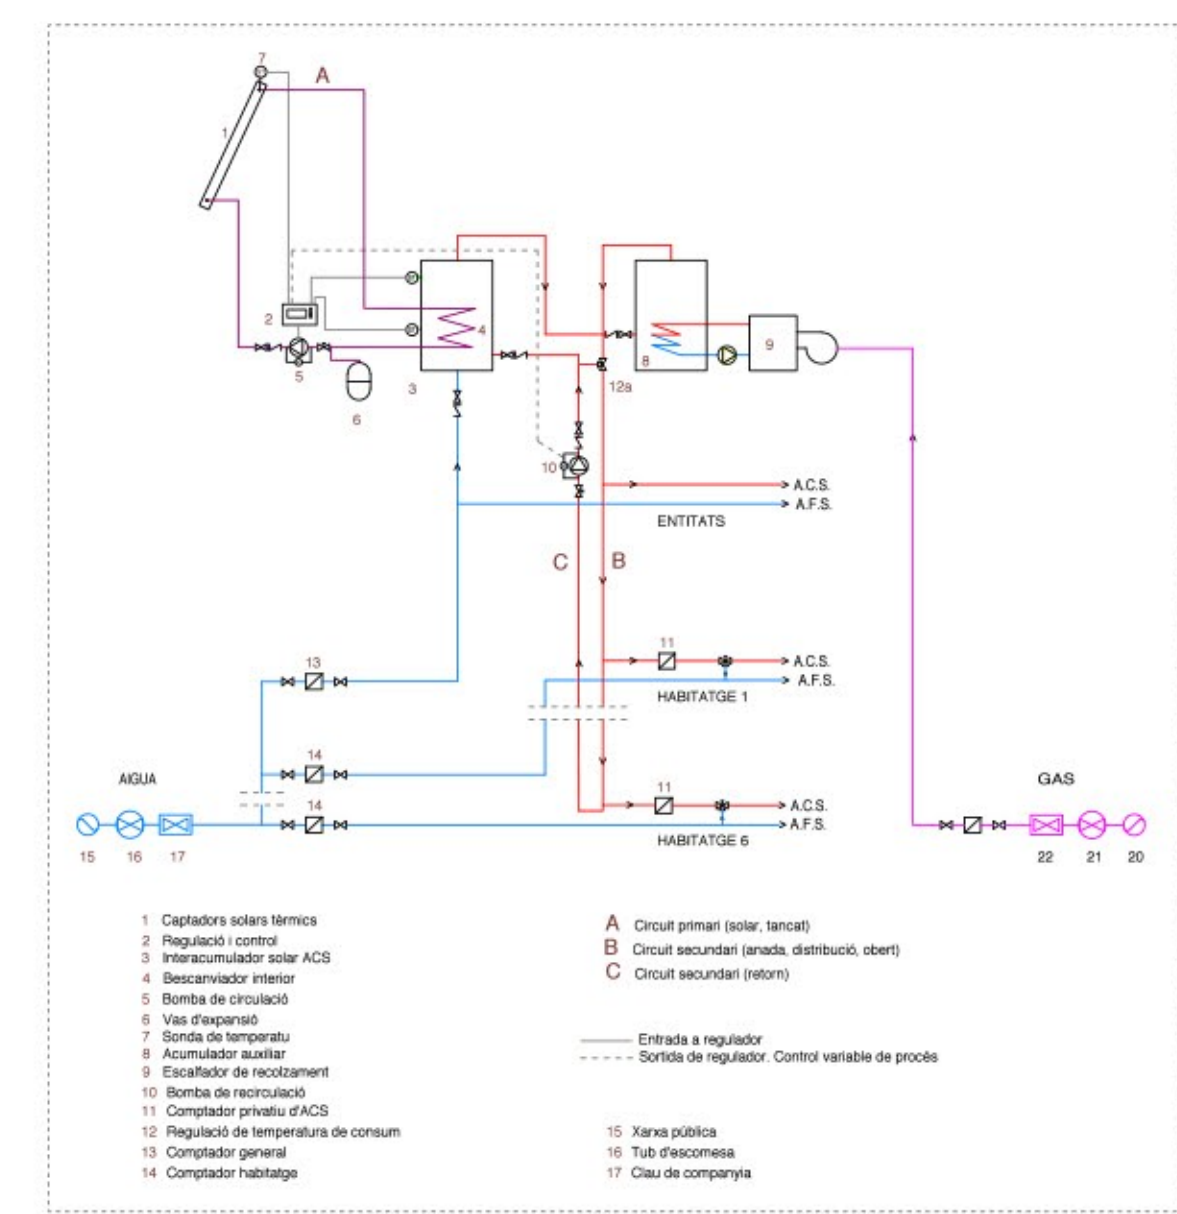 7
A
1
2
4
9
8
5
3
12a
6
10
A.C.S.
A.F.S.
ENTITATS
C
B
11
13
A.C.S.
A.F.S.
HABITATGE 1
14
AIGUA
11
GAS
14
A.C.S.
A.F.S.
HABITATGE 6
15
16
17
22
21
20
1 Captadors solars tèrmics
2 Regulació i control
3 Interacumulador solar ACS
4 Bescanviador interior
5 Bomba de circulació
6 Vas d'expansió
7 Sonda de temperatu
8 Acumulador auxiliar
9 Escalfador de recolzament
10 Bomba de recirculació
11 Comptador privatiu d'ACS
12 Regulació de temperatura de consum
13 Comptador general
14 Comptador habitatge
A Circuit primari (solar, tancat)
B Circuit secundari (anada, distribució, obert)
C Circuit secundari (retorn)
Entrada a regulador
Sortida de regulador. Control variable de procès
15 Xarxa pública
16 Tub d'escomesa
17 Clau de companyia